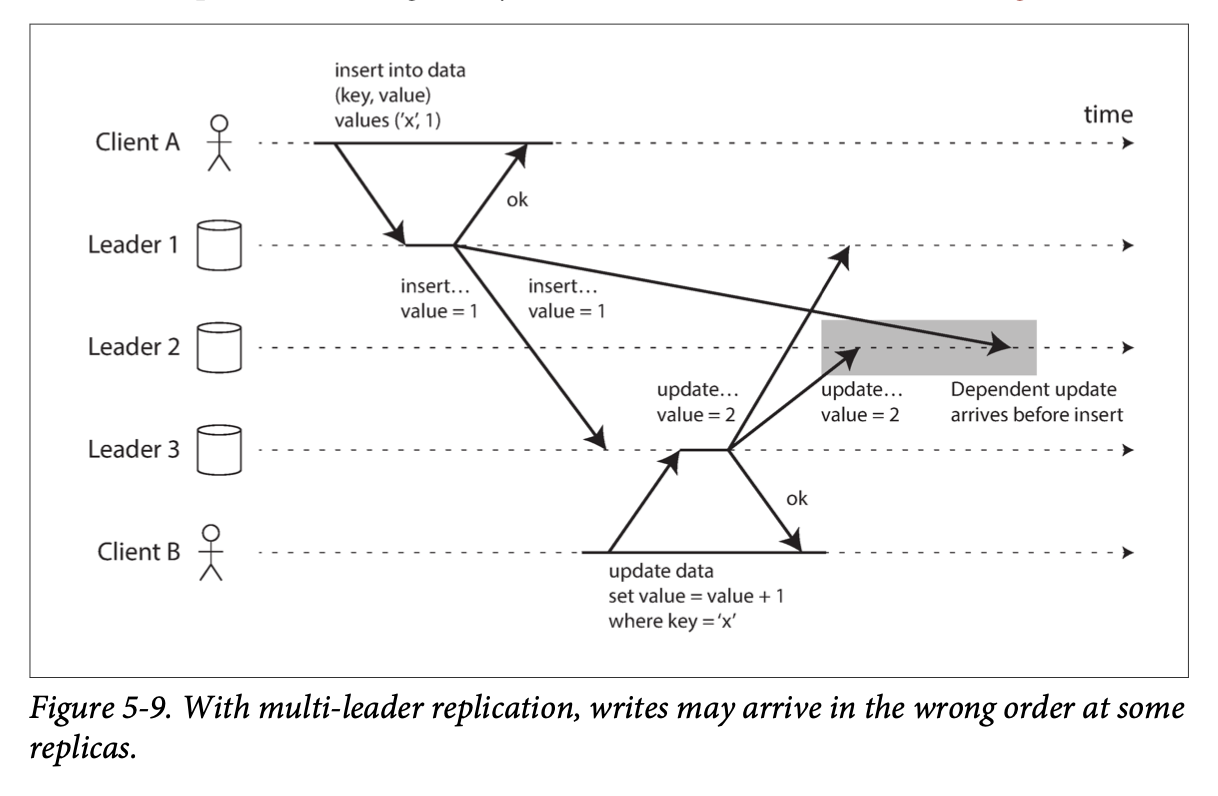 insert into data
(key, value)
values (‘x’, 1)
time
Client A
ok
Leader 1
insert…
value = 1
insert…
value = 1
Leader 2
update…
value = 2
update…
value = 2
Dependent update
arrives before insert
Leader 3
ok
Client B
update data
set value = value + 1
where key = ‘x’
Figure 5-9. With multi-leader replication, writes may arrive in the wrong order at some
replicas.